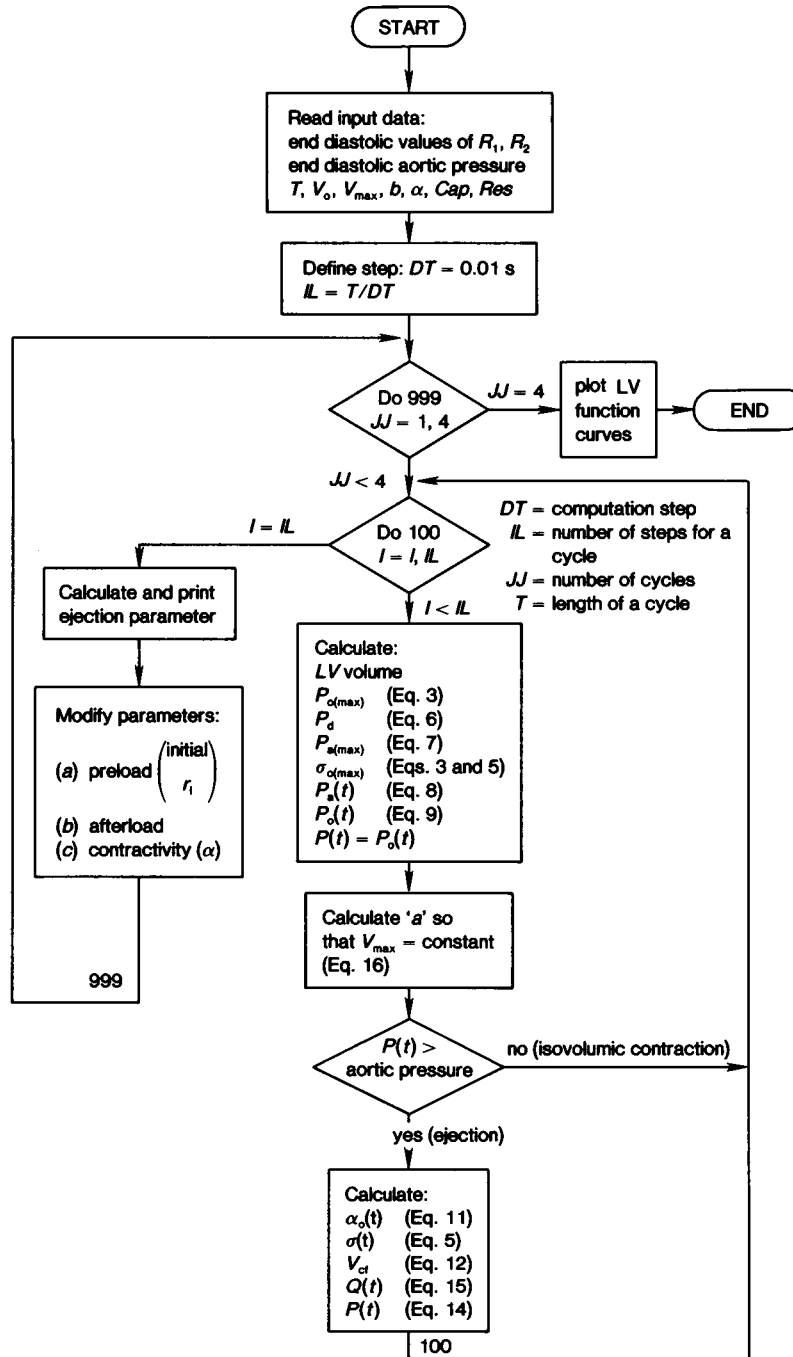 START
Read input data:
end diastolic values of R₁, R₂
end diastolic aortic pressure
T, Vₒ, Vₘₐₓ, b, α, Cap, Res
Define step: DT = 0.01 s
IL = T/DT
Do 999
JJ = 1, 4
JJ = 4
plot LV
function
curves
END
JJ < 4
Do 100
I = I, IL
I = IL
DT = computation step
IL = number of steps for a
cycle
JJ = number of cycles
T = length of a cycle
Calculate and print
ejection parameter
I < IL
Modify parameters:
(a) preload (initial
rᵢ)
(b) afterload
(c) contractivity (α)
999
Calculate:
LV volume
Pₒ₍ₘₐₓ₎ (Eq. 3)
P_d (Eq. 6)
Pₐ₍ₘₐₓ₎ (Eq. 7)
σₒ₍ₘₐₓ₎ (Eqs. 3 and 5)
Pₐ(t) (Eq. 8)
Pₒ(t) (Eq. 9)
P(t) = Pₒ(t)
Calculate 'a' so
that Vₘₐₓ = constant
(Eq. 16)
P(t) >
aortic pressure
no (isovolumic contraction)
yes (ejection)
Calculate:
αₒ(t) (Eq. 11)
σ(t) (Eq. 5)
V_cf (Eq. 12)
Q(t) (Eq. 15)
P(t) (Eq. 14)
100